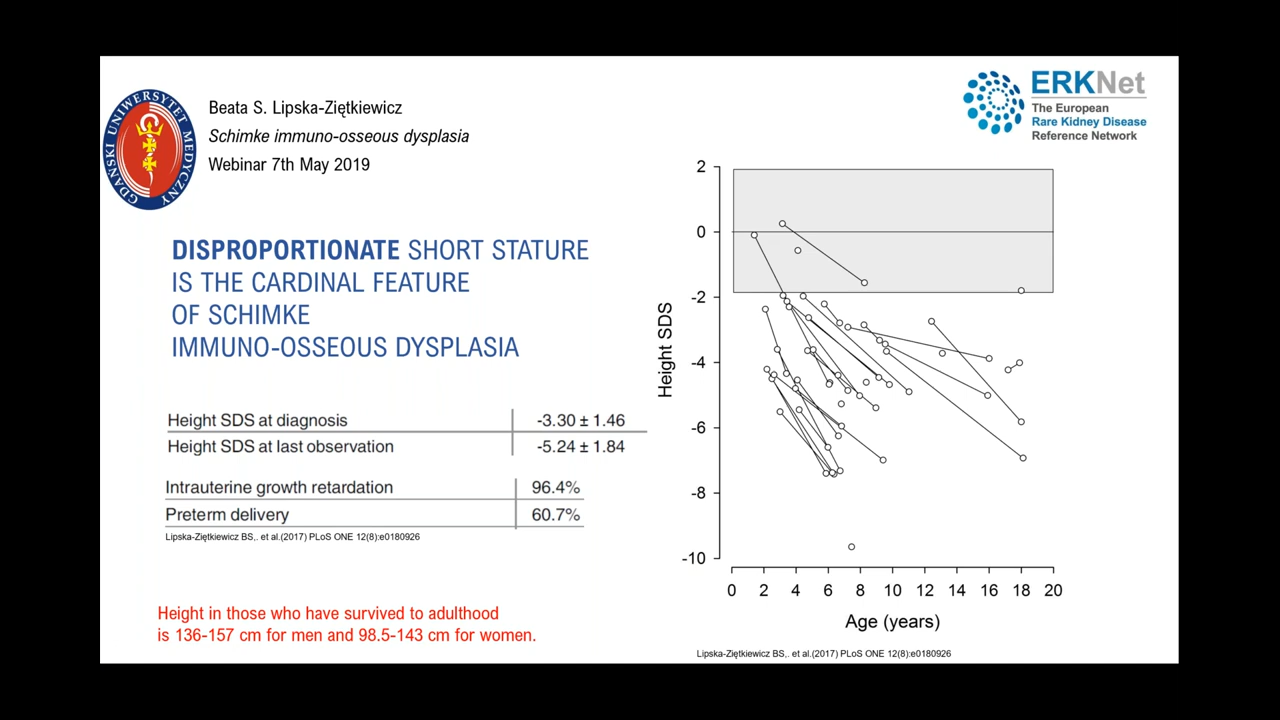 GDAŃSKI UNIWERSYTET MEDYCZNY
Beata S. Lipska-Ziętkiewicz
Schimke immuno-osseous dysplasia
Webinar 7th May 2019
ERKNet
The European
Rare Kidney Disease
Reference Network
DISPROPORTIONATE SHORT STATURE
IS THE CARDINAL FEATURE
OF SCHIMKE
IMMUNO-OSSEOUS DYSPLASIA
Height SDS at diagnosis -3.30 ± 1.46
Height SDS at last observation -5.24 ± 1.84
Intrauterine growth retardation 96.4%
Preterm delivery 60.7%
Lipska-Ziętkiewicz BS,. et al.(2017) PLoS ONE 12(8):e0180926
Height in those who have survived to adulthood
is 136-157 cm for men and 98.5-143 cm for women.
Height SDS
2
0
-2
-4
-6
-8
-10
0 2 4 6 8 10 12 14 16 18 20
Age (years)
Lipska-Ziętkiewicz BS,. et al.(2017) PLoS ONE 12(8):e0180926